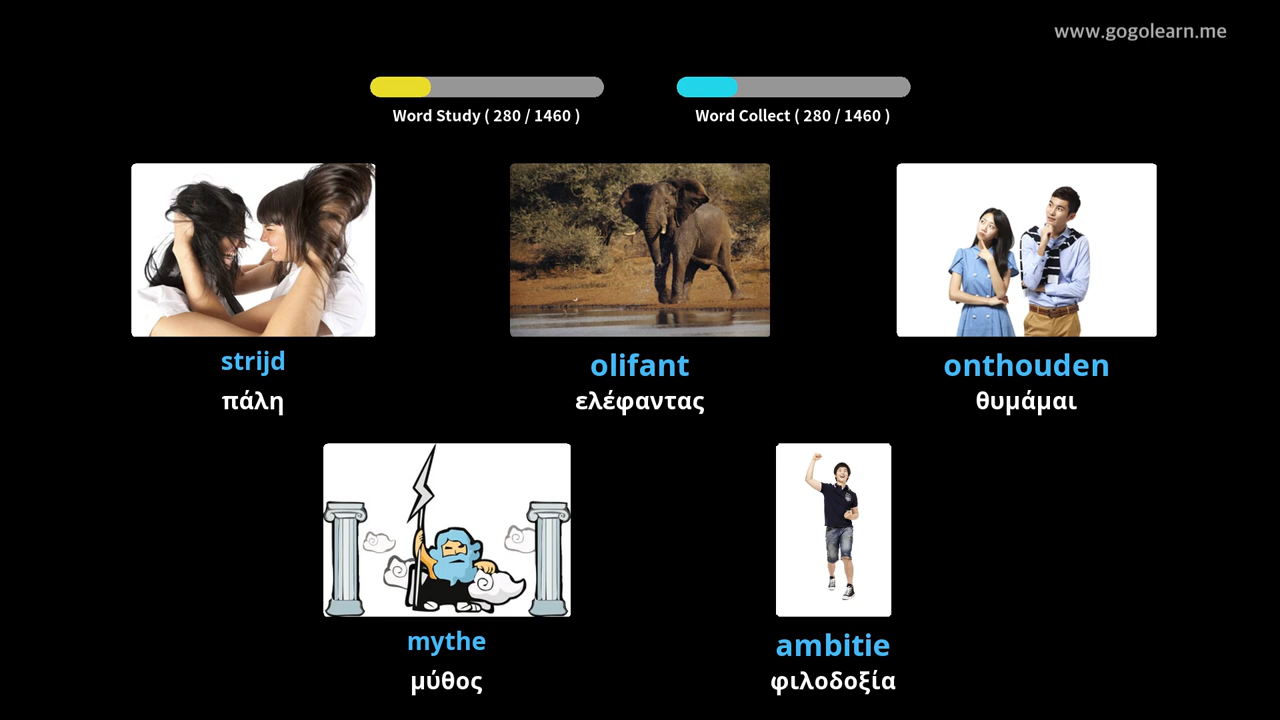 www.gogolearn.me
Word Study ( 280 / 1460 )
Word Collect ( 280 / 1460 )
strijd
πάλη
olifant
ελέφαντας
onthouden
θυμάμαι
mythe
μύθος
ambitie
φιλοδοξία